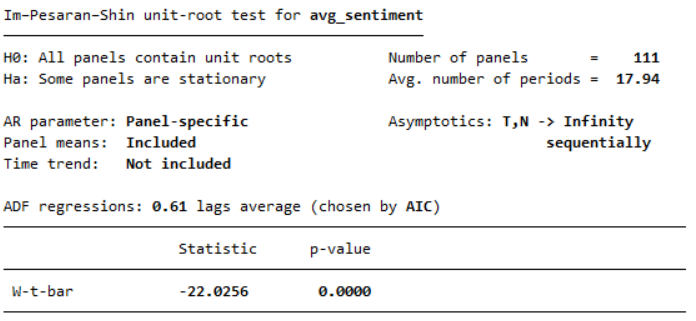 Im–Pesaran–Shin unit-root test for avg_sentiment
H0: All panels contain unit roots Number of panels = 111
Ha: Some panels are stationary Avg. number of periods = 17.94
AR parameter: Panel-specific Asymptotics: T,N -> Infinity
Panel means: Included sequentially
Time trend: Not included
ADF regressions: 0.61 lags average (chosen by AIC)
Statistic p-value
W-t-bar -22.0256 0.0000